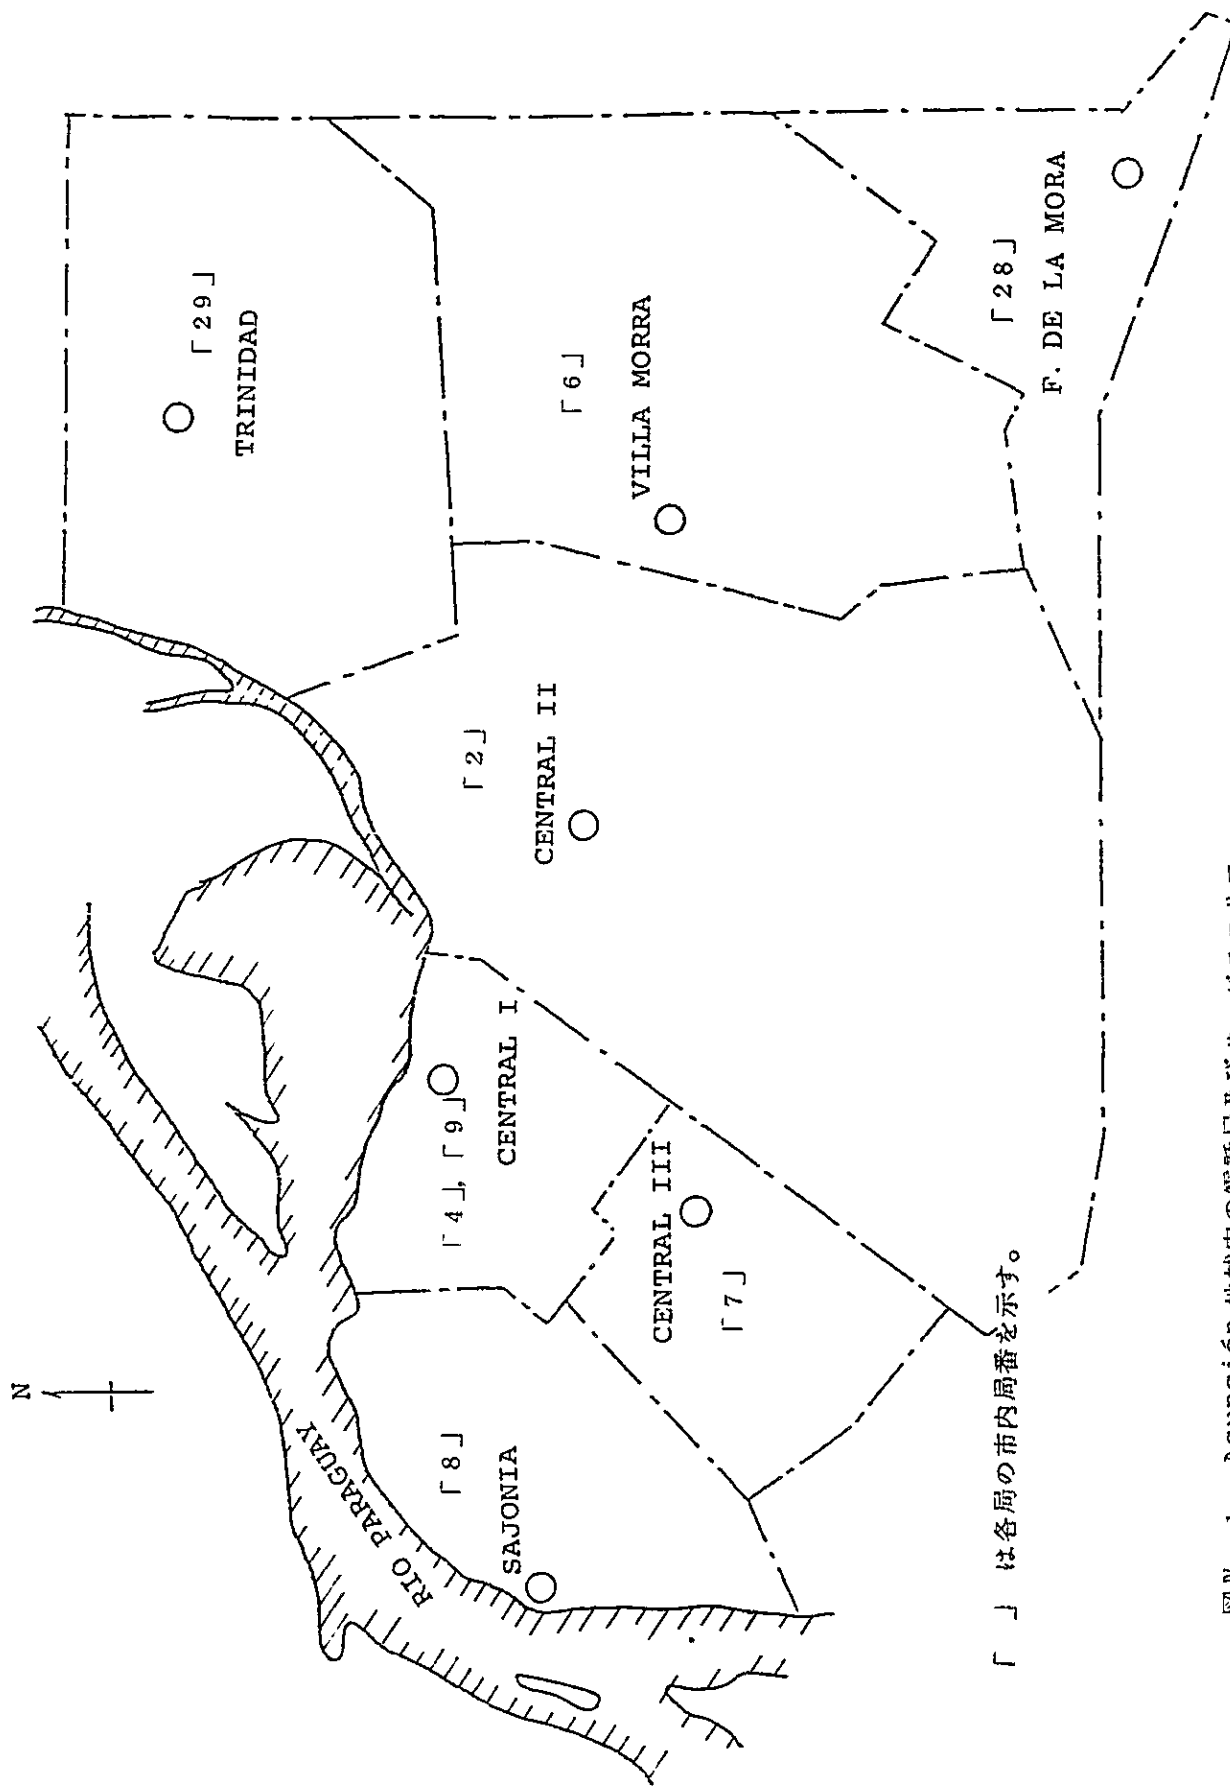 N
RIO PARAGUAY
「29」
TRINIDAD
「2」
CENTRAL II
「6」
VILLA MORRA
「4」,「9」
CENTRAL I
「8」
SAJONIA
CENTRAL III
「7」
「28」
F. DE LA MORA
「 」 は各局の市内局番を示す。